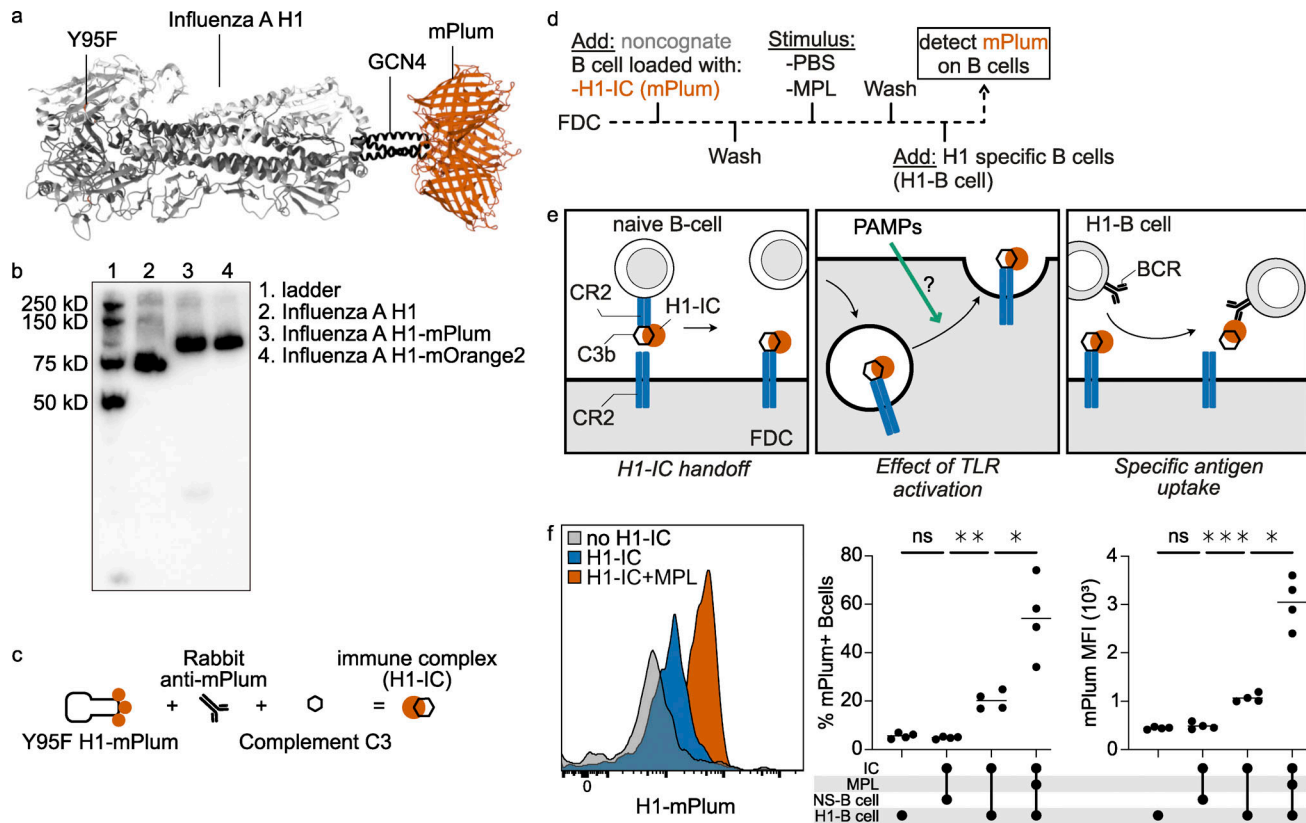 a
Influenza A H1
Y95F
GCN4
mPlum
b
1 2 3 4
250 kD
150 kD
75 kD
50 kD
1. ladder
2. Influenza A H1
3. Influenza A H1-mPlum
4. Influenza A H1-mOrange2
c
Y95F H1-mPlum
+
Rabbit
anti-mPlum
+
Complement C3
=
immune complex
(H1-IC)
d
Add: noncognate
B cell loaded with:
-H1-IC (mPlum)
Stimulus:
-PBS
-MPL
Wash
detect mPlum
on B cells
FDC
Wash
Add: H1 specific B cells
(H1-B cell)
e
naive B-cell
CR2
H1-IC
C3b
CR2
FDC
H1-IC handoff
PAMPs
?
Effect of TLR
activation
H1-B cell
BCR
Specific antigen
uptake
f
no H1-IC
H1-IC
H1-IC+MPL
0
H1-mPlum
ns ** *
% mPlum+ Bcells
80
60
40
20
0
IC
MPL
NS-B cell
H1-B cell
ns *** *
mPlum MFI (10³)
4
3
2
1
0